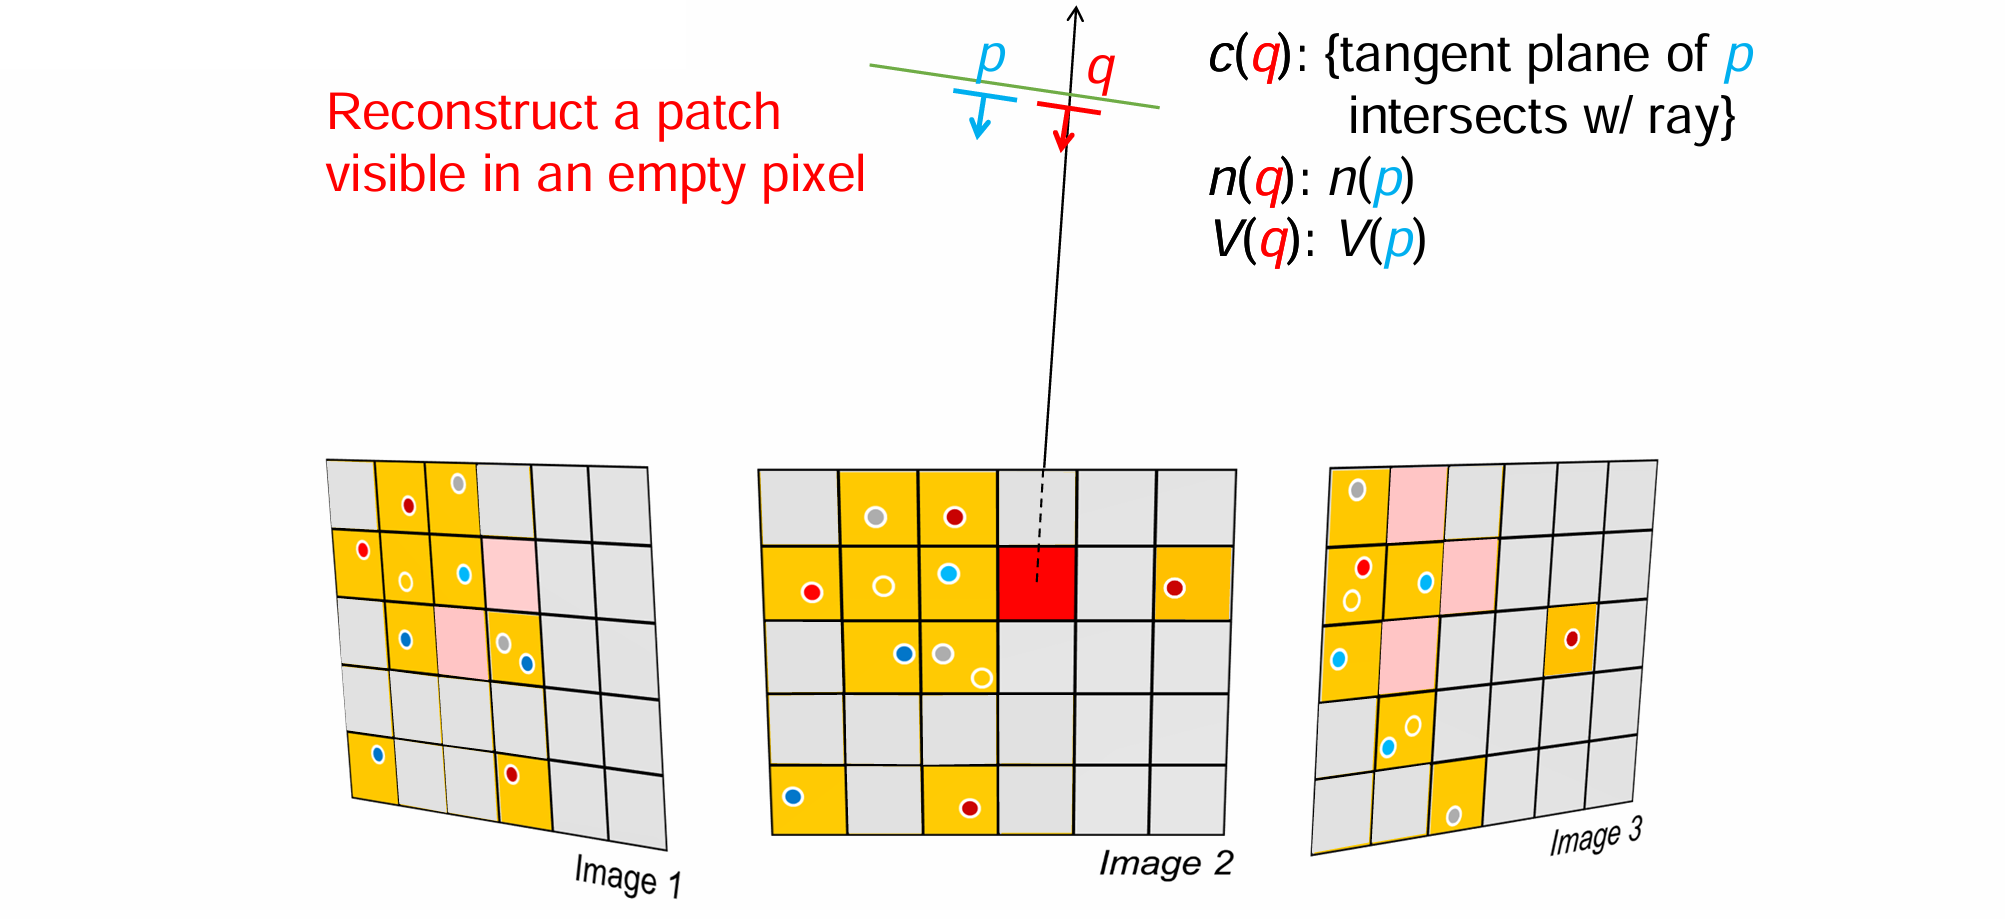 Reconstruct a patch
visible in an empty pixel
p
q
c(q): {tangent plane of p
intersects w/ ray}
n(q): n(p)
V(q): V(p)
Image 1
Image 2
Image 3